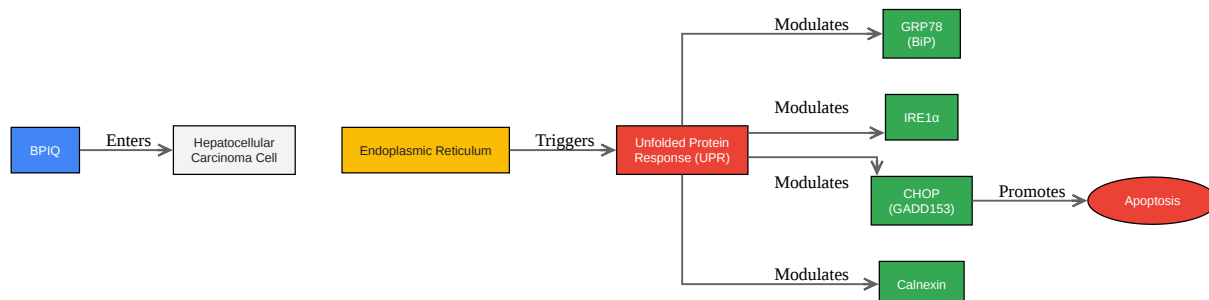 BPIQ
Enters
Hepatocellular
Carcinoma Cell
Endoplasmic Reticulum
Triggers
Unfolded Protein
Response (UPR)
Modulates
GRP78
(BiP)
Modulates
IRE1α
Modulates
CHOP
(GADD153)
Promotes
Apoptosis
Modulates
Calnexin